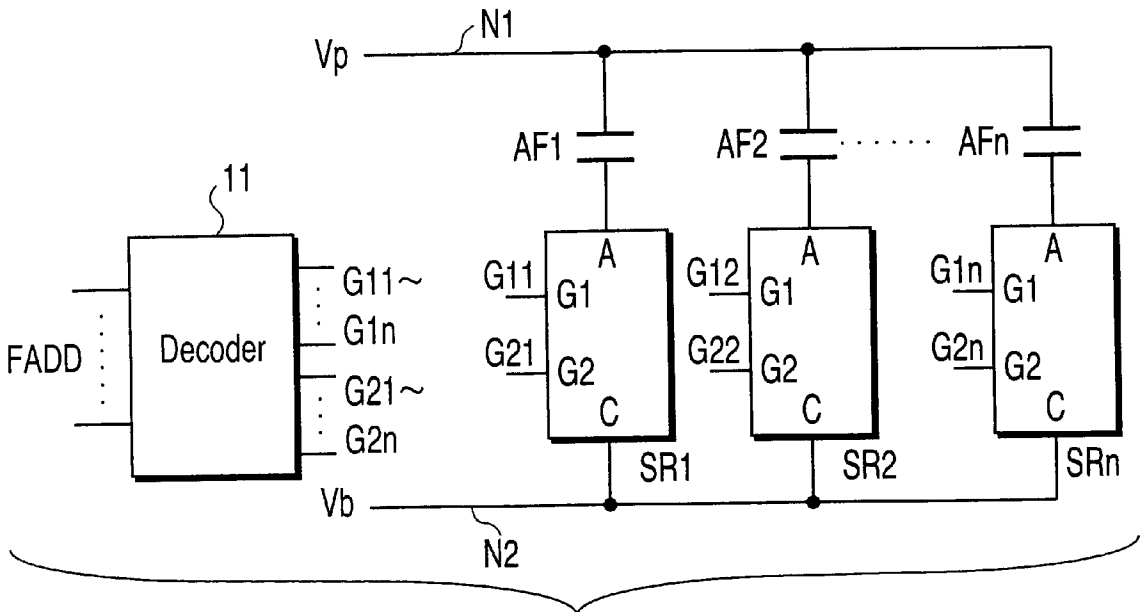 N1
Vp
AF1
AF2
AFn
11
FADD
Decoder
G11~
G1n
G21~
G2n
G11
G21
A
G1
G2
C
SR1
G12
G22
A
G1
G2
C
SR2
G1n
G2n
A
G1
G2
C
SRn
Vb
N2